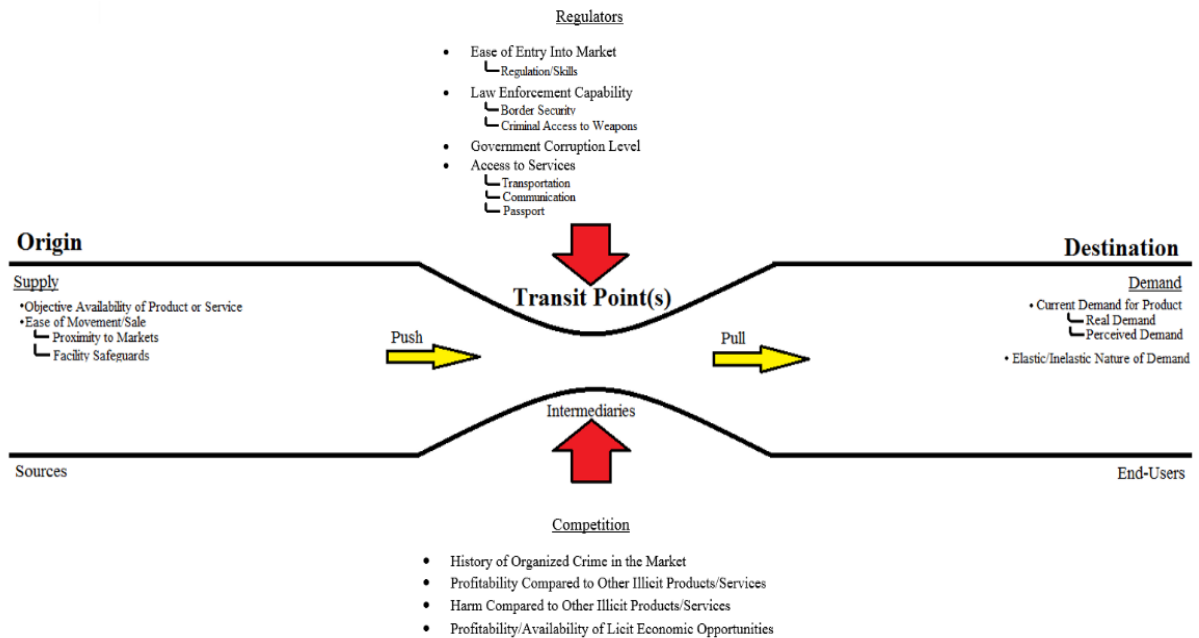 Regulators
• Ease of Entry Into Market
Regulation/Skills
• Law Enforcement Capability
Border Security
Criminal Access to Weapons
• Government Corruption Level
• Access to Services
Transportation
Communication
Passport
Origin
Destination
Supply
•Objective Availability of Product or Service
•Ease of Movement/Sale
Proximity to Markets
Facility Safeguards
Transit Point(s)
Demand
• Current Demand for Product
Real Demand
Perceived Demand
• Elastic/Inelastic Nature of Demand
Push
Pull
Intermediaries
Sources
End-Users
Competition
• History of Organized Crime in the Market
• Profitability Compared to Other Illicit Products/Services
• Harm Compared to Other Illicit Products/Services
• Profitability/Availability of Licit Economic Opportunities